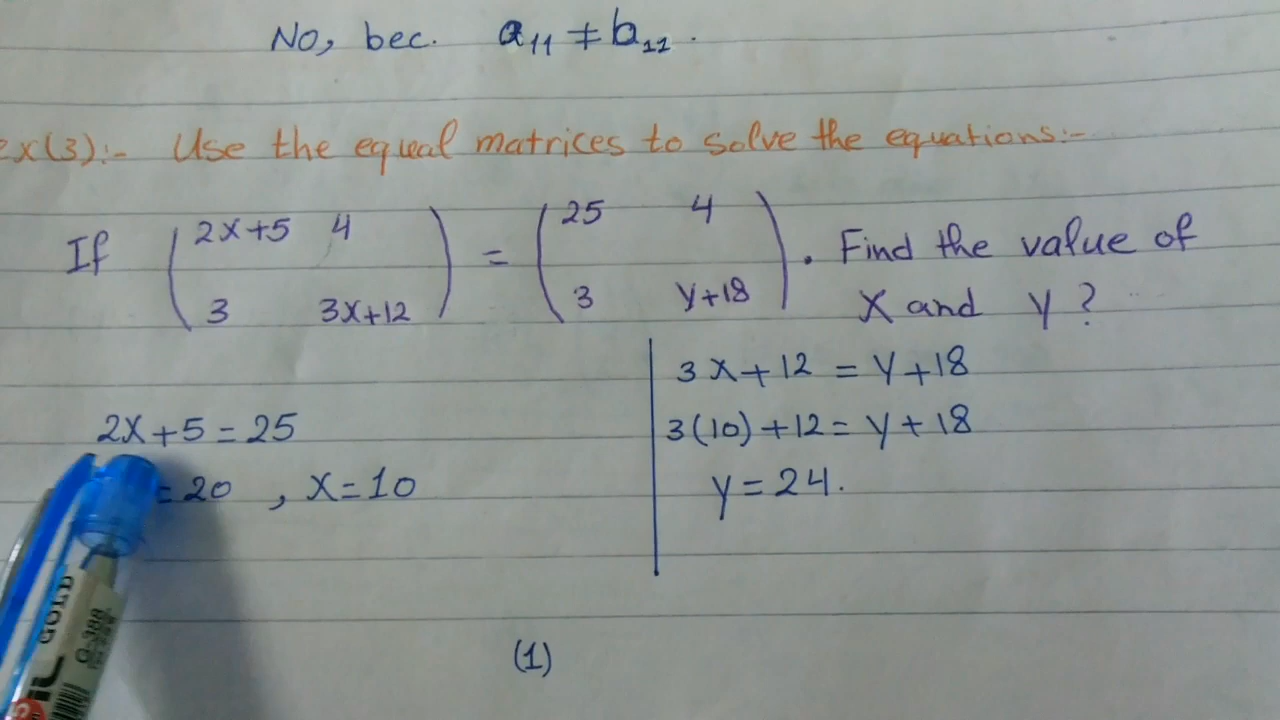 No, bec. a₁₁ ≠ b₁₁.
ex(3):- Use the equal matrices to solve the equations:-
If ( 2x+5 4 ) = ( 25 4 ). Find the value of
( 3 3x+12 ) ( 3 y+18 ) x and y?
2x+5=25
=20 , x=10
3x+12 = y+18
3(10)+12= y+18
y=24.
(1)
GOLD
G-388